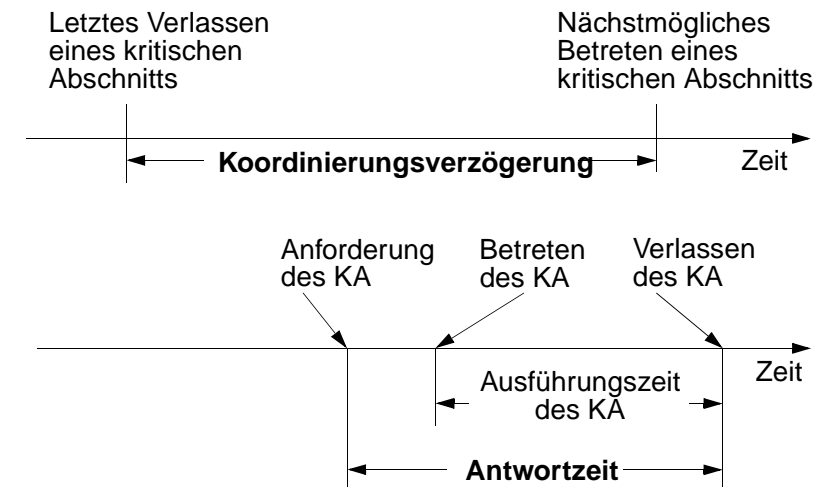 Letztes Verlassen
eines kritischen
Abschnitts
Nächstmögliches
Betreten eines
kritischen Abschnitts
Koordinierungsverzögerung
Zeit
Anforderung
des KA
Betreten
des KA
Verlassen
des KA
Zeit
Ausführungszeit
des KA
Antwortzeit